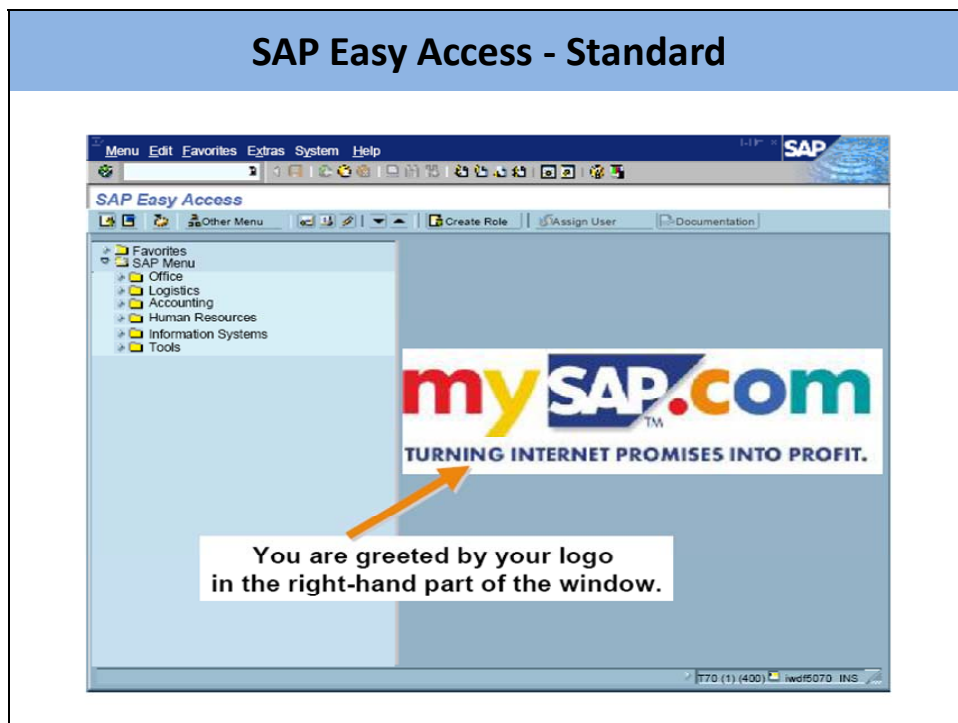 SAP Easy Access - Standard
Menu Edit Favorites Extras System Help
SAP
SAP Easy Access
Other Menu Create Role Assign User Documentation
Favorites
SAP Menu
Office
Logistics
Accounting
Human Resources
Information Systems
Tools
mySAP.com
TM
TURNING INTERNET PROMISES INTO PROFIT.
You are greeted by your logo
in the right-hand part of the window.
T70 (1) (400) iwdf5070 INS